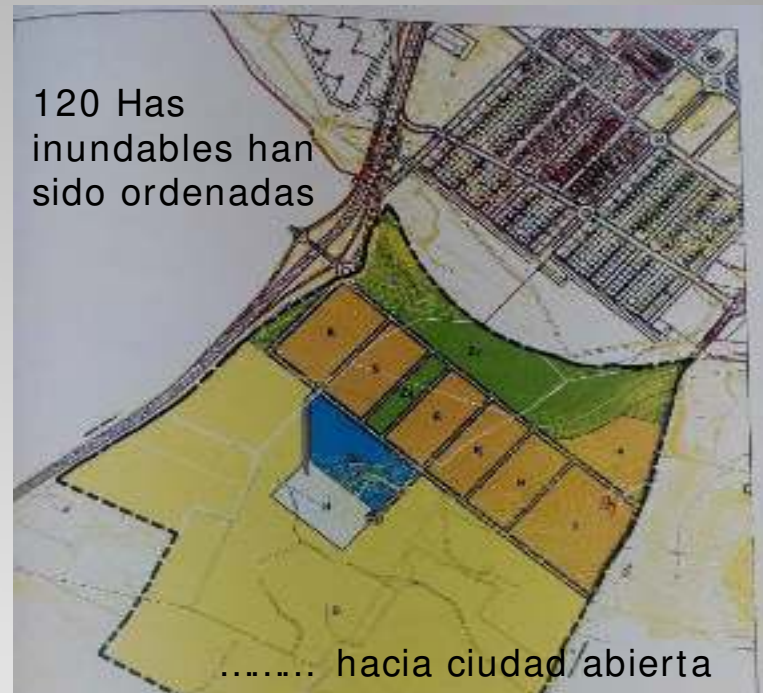 120 Has
inundables han
sido ordenadas
……… hacia ciudad abierta